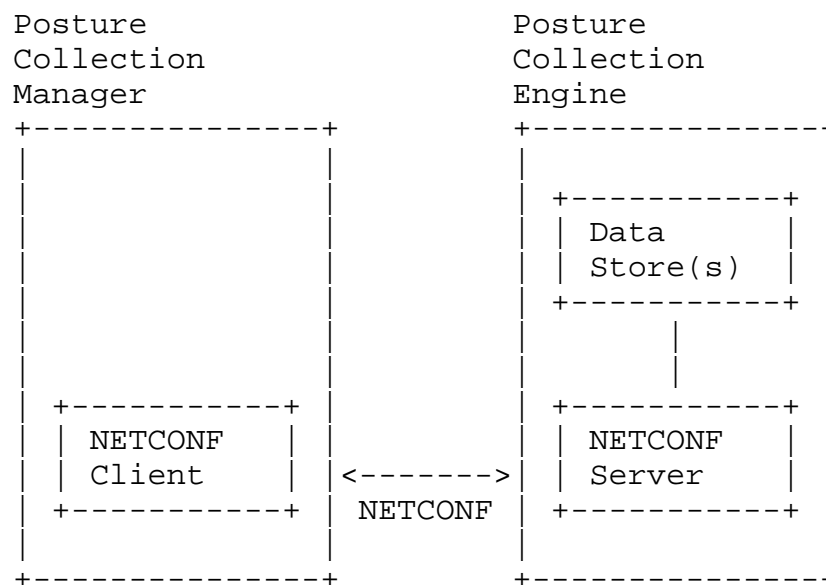 Posture
Collection
Manager
Posture
Collection
Engine
Data
Store(s)
NETCONF
Client
NETCONF
NETCONF
Server